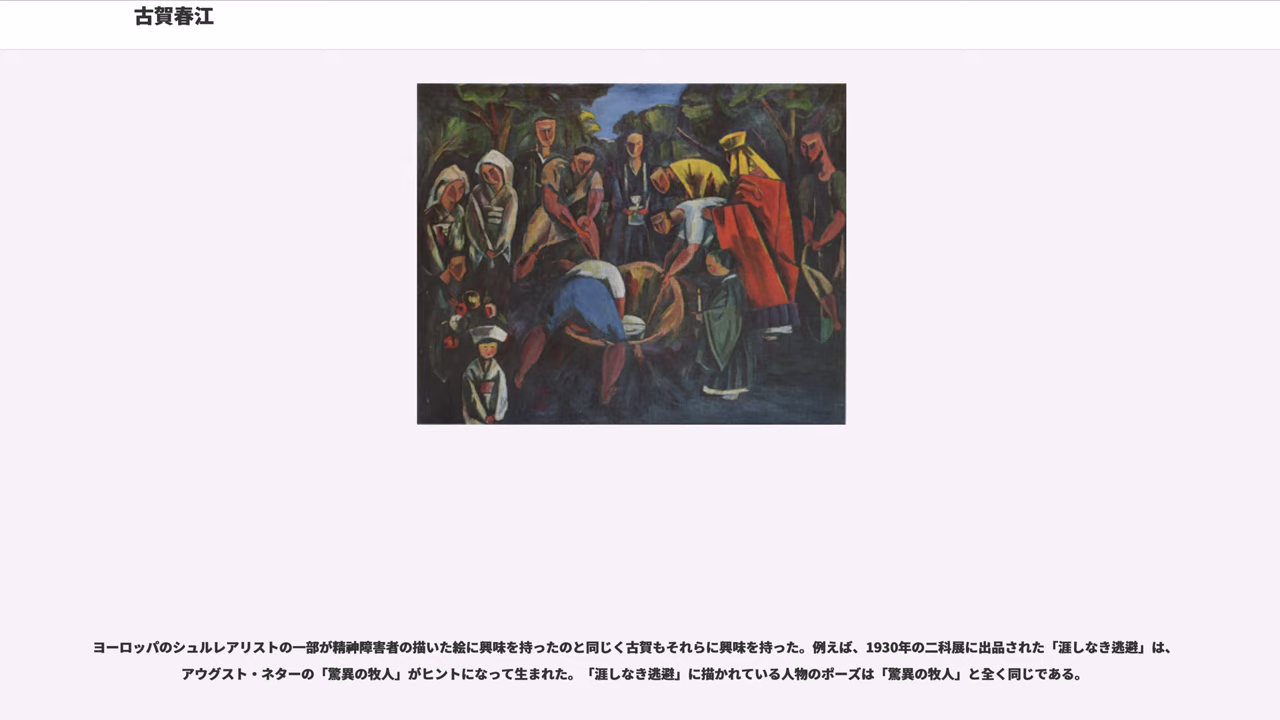 古賀春江
ヨーロッパのシュルレアリストの一部が精神障害者の描いた絵に興味を持ったのと同じく古賀もそれらに興味を持った。例えば、1930年の二科展に出品された「涯しなき逃避」は、
アウグスト・ネターの「驚異の牧人」がヒントになって生まれた。「涯しなき逃避」に描かれている人物のポーズは「驚異の牧人」と全く同じである。